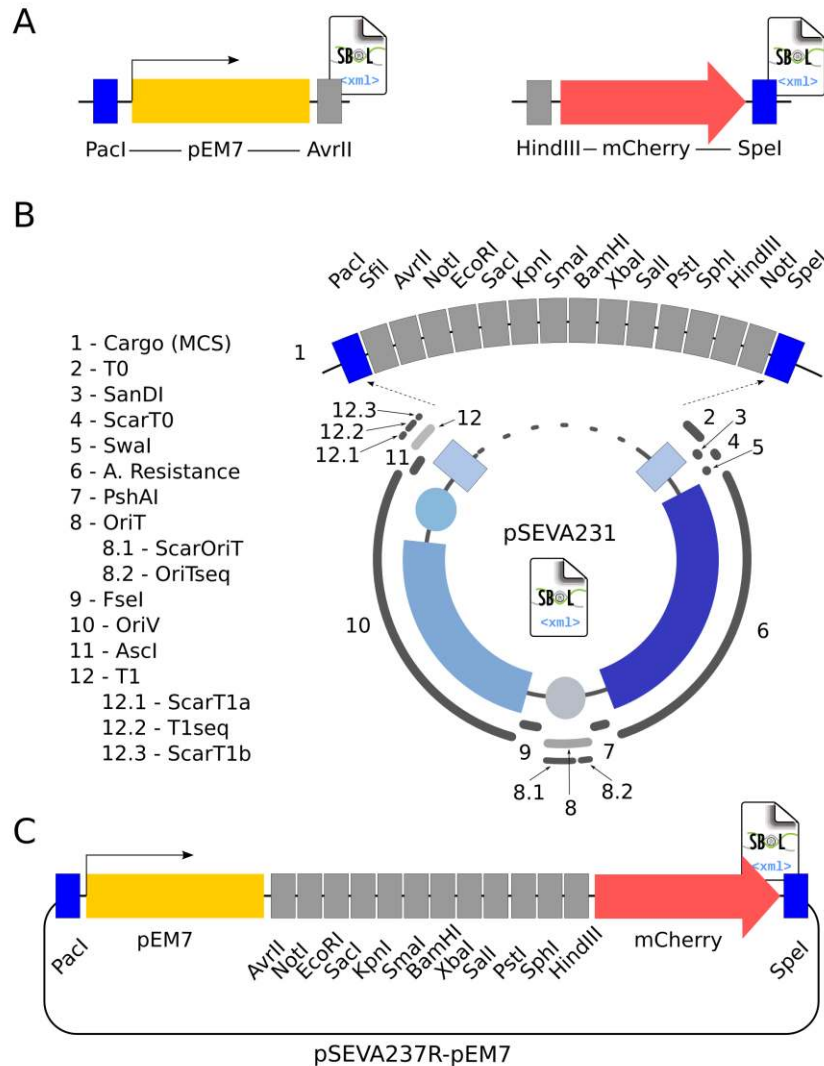 A
SBOL
<xml>
SBOL
<xml>
PacI — pEM7 — AvrII
HindIII – mCherry — SpeI
B
PacI
SfiI
AvrII
NotI
EcoRI
SacI
KpnI
SmaI
BamHI
XbaI
SalI
PstI
SphI
HindIII
NotI
SpeI
1 - Cargo (MCS)
2 - T0
3 - SanDI
4 - ScarT0
5 - SwaI
6 - A. Resistance
7 - PshAI
8 - OriT
8.1 - ScarOriT
8.2 - OriTseq
9 - FseI
10 - OriV
11 - AscI
12 - T1
12.1 - ScarT1a
12.2 - T1seq
12.3 - ScarT1b
1
12.3
12.2
12.1
12
11
2
3
4
5
pSEVA231
SBOL
<xml>
10
6
9
7
8.1
8
8.2
C
SBOL
<xml>
PacI
pEM7
AvrII
NotI
EcoRI
SacI
KpnI
SmaI
BamHI
XbaI
SalI
PstI
SphI
HindIII
mCherry
SpeI
pSEVA237R-pEM7